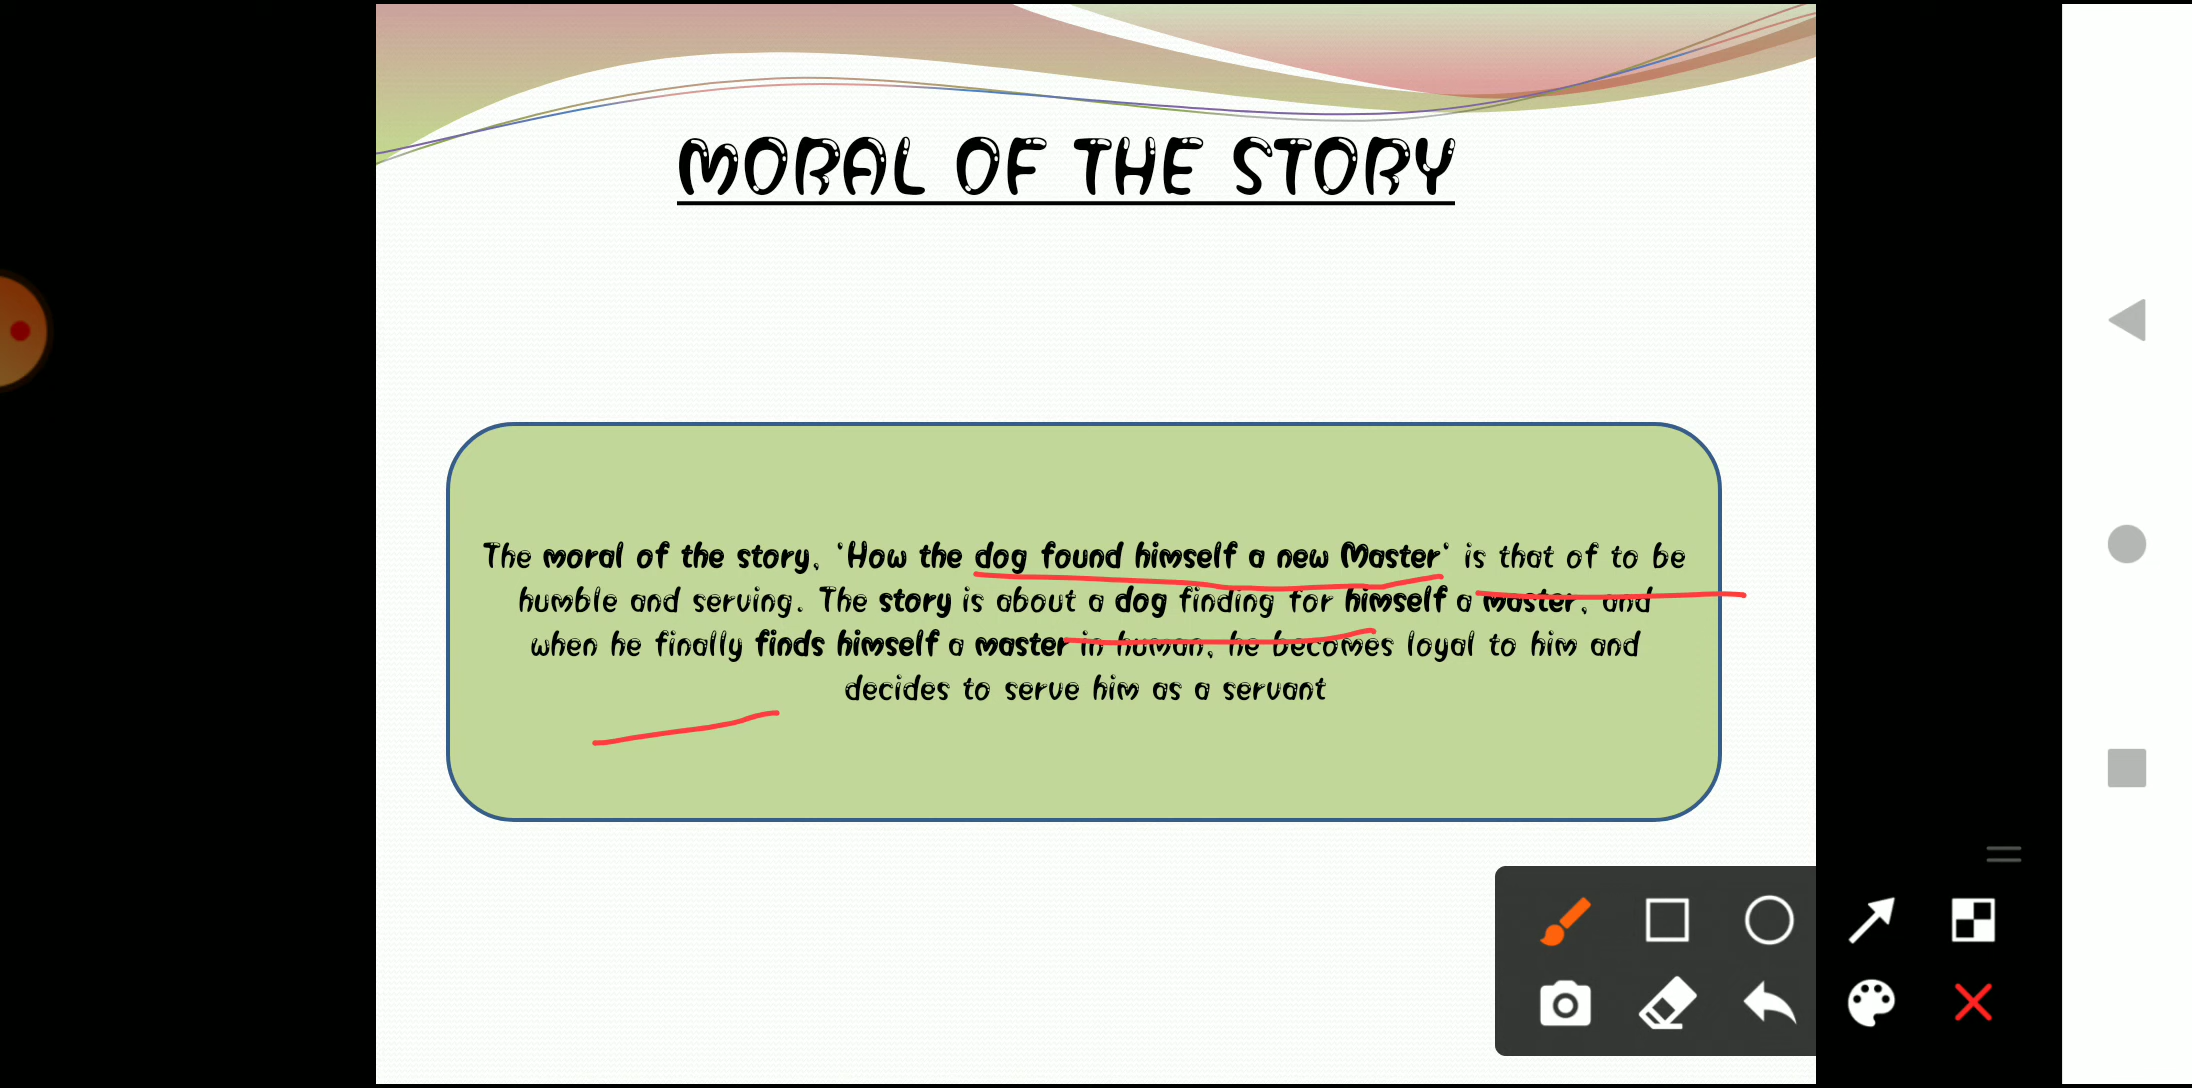 MORAL OF THE STORY
The moral of the story, 'How the dog found himself a new Master' is that of to be
humble and serving. The story is about a dog finding for himself a master, and
when he finally finds himself a master in human, he becomes loyal to him and
decides to serve him as a servant